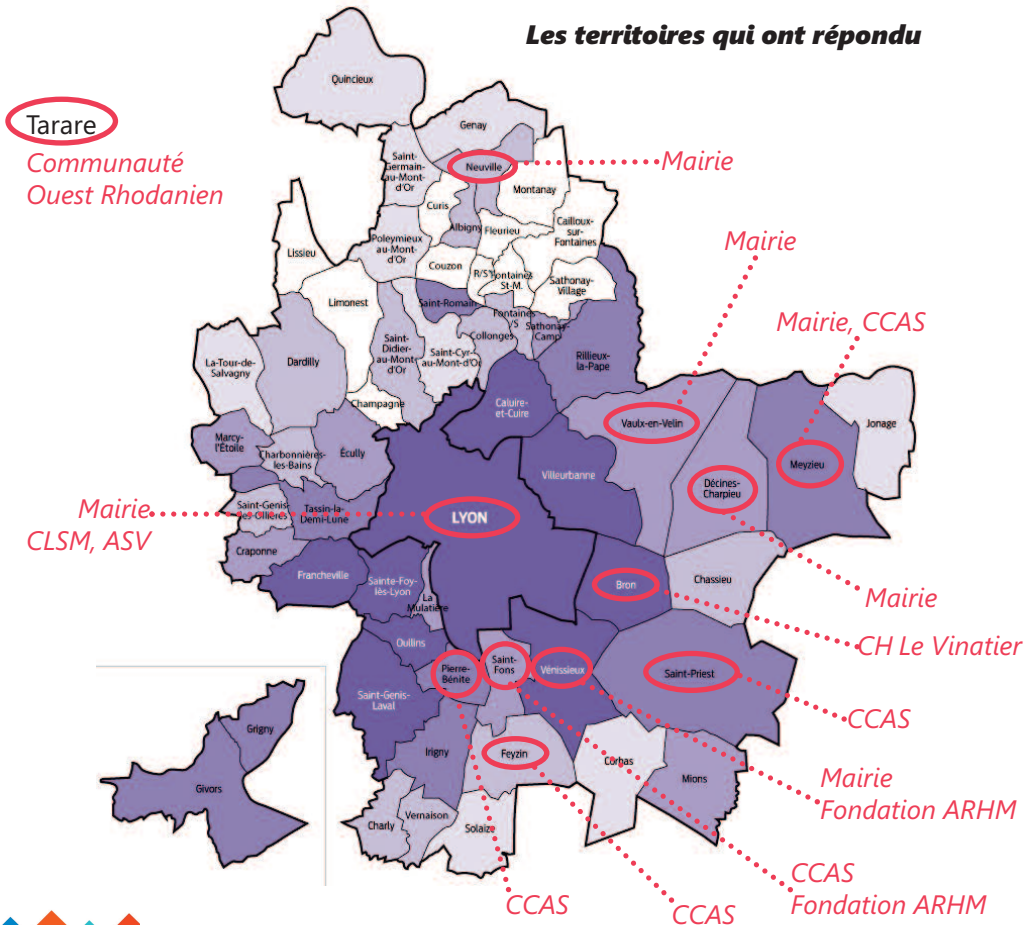 Les territoires qui ont répondu
Tarare
Communauté
Ouest Rhodanien
Quincieux
Genay
Neuville
Mairie
Saint-
Germain-
au-Mont-
d'Or
Montanay
Curis
Albigny
Fleurieu
Cailloux-
sur-
Fontaines
Poleymieux
au-Mont-
d'Or
Lissieu
Couzon
R/S
Fontaines
St-M.
Sathonay-
Village
Mairie
Limonest
Saint-Romain
Fontaines
/S
Sathonay-
Camp
Collonges
Mairie, CCAS
La-Tour-de-
Salvagny
Dardilly
Saint-
Didier-
au-Mont-
d'Or
Saint-Cyr-
au-Mont-d'Or
Rillieux-
la-Pape
Champagne
Caluire-
et-Cuire
Vaulx-en-Velin
Jonage
Marcy-
l'Étoile
Charbonnières-
les-Bains
Écully
Villeurbanne
Meyzieu
Décines-
Charpieu
Mairie
CLSM, ASV
Saint-Genis-
les-Ollières
Tassin-la-
Demi-Lune
LYON
Craponne
Francheville
Sainte-Foy-
lès-Lyon
La
Mulatière
Bron
Chassieu
Mairie
CH Le Vinatier
Oullins
Pierre-
Bénite
Saint-
Fons
Vénissieux
Saint-Priest
Saint-Genis-
Laval
CCAS
Grigny
Irigny
Feyzin
Corbas
Mions
Givors
Mairie
Fondation ARHM
Charly
Vernaison
Solaize
CCAS
CCAS
CCAS
Fondation ARHM